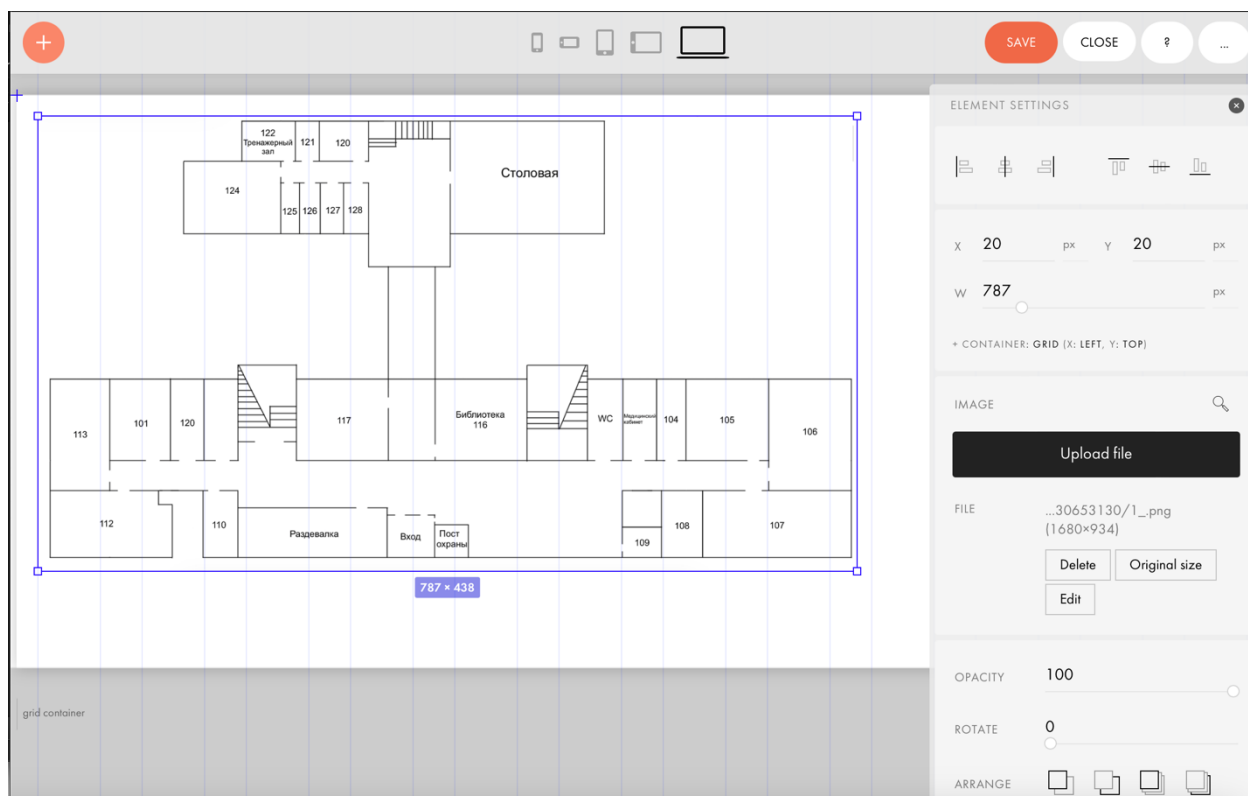 +
SAVE
CLOSE
?
...
ELEMENT SETTINGS
X 20 px Y 20 px
W 787 px
+ CONTAINER: GRID (X: LEFT, Y: TOP)
IMAGE
Upload file
FILE
...30653130/1_.png
(1680×934)
Delete
Original size
Edit
OPACITY 100
ROTATE 0
ARRANGE
122
Тренажерный
зал
121
120
124
125
126
127
128
Столовая
113
101
120
117
Библиотека
116
WC
Медицинский
кабинет
104
105
106
112
110
Раздевалка
Вход
Пост
охраны
109
108
107
787 × 438
grid container